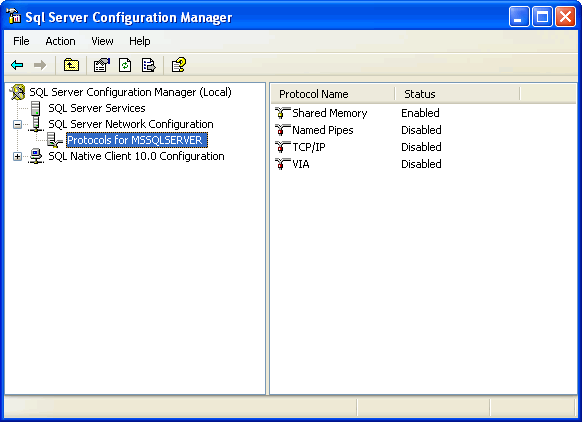 Sql Server Configuration Manager
File Action View Help
SQL Server Configuration Manager (Local)
SQL Server Services
SQL Server Network Configuration
Protocols for MSSQLSERVER
SQL Native Client 10.0 Configuration
Protocol Name Status
Shared Memory Enabled
Named Pipes Disabled
TCP/IP Disabled
VIA Disabled